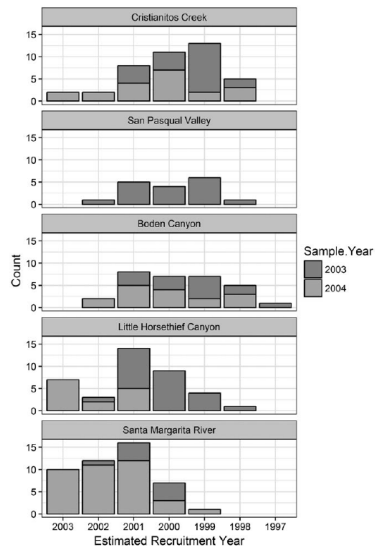 Cristianitos Creek
15
10
5
0
San Pasqual Valley
15
10
5
0
Boden Canyon
15
10
5
0
Little Horsethief Canyon
15
10
5
0
Santa Margarita River
15
10
5
0
Count
2003 2002 2001 2000 1999 1998 1997
Estimated Recruitment Year
Sample.Year
2003
2004